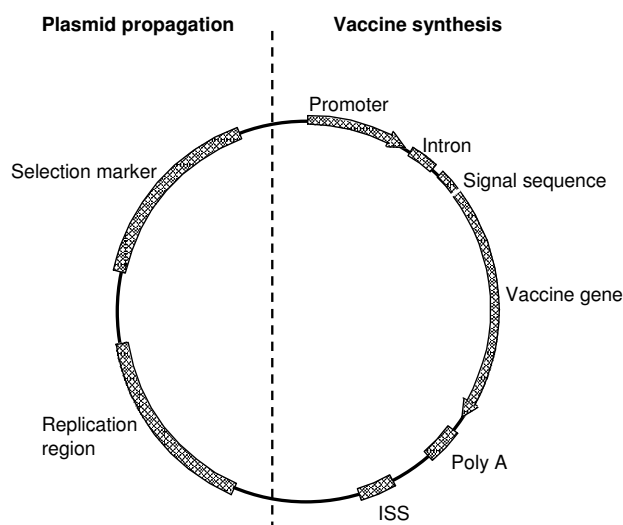 Plasmid propagation
Vaccine synthesis
Promoter
Intron
Signal sequence
Selection marker
Vaccine gene
Replication
region
Poly A
ISS